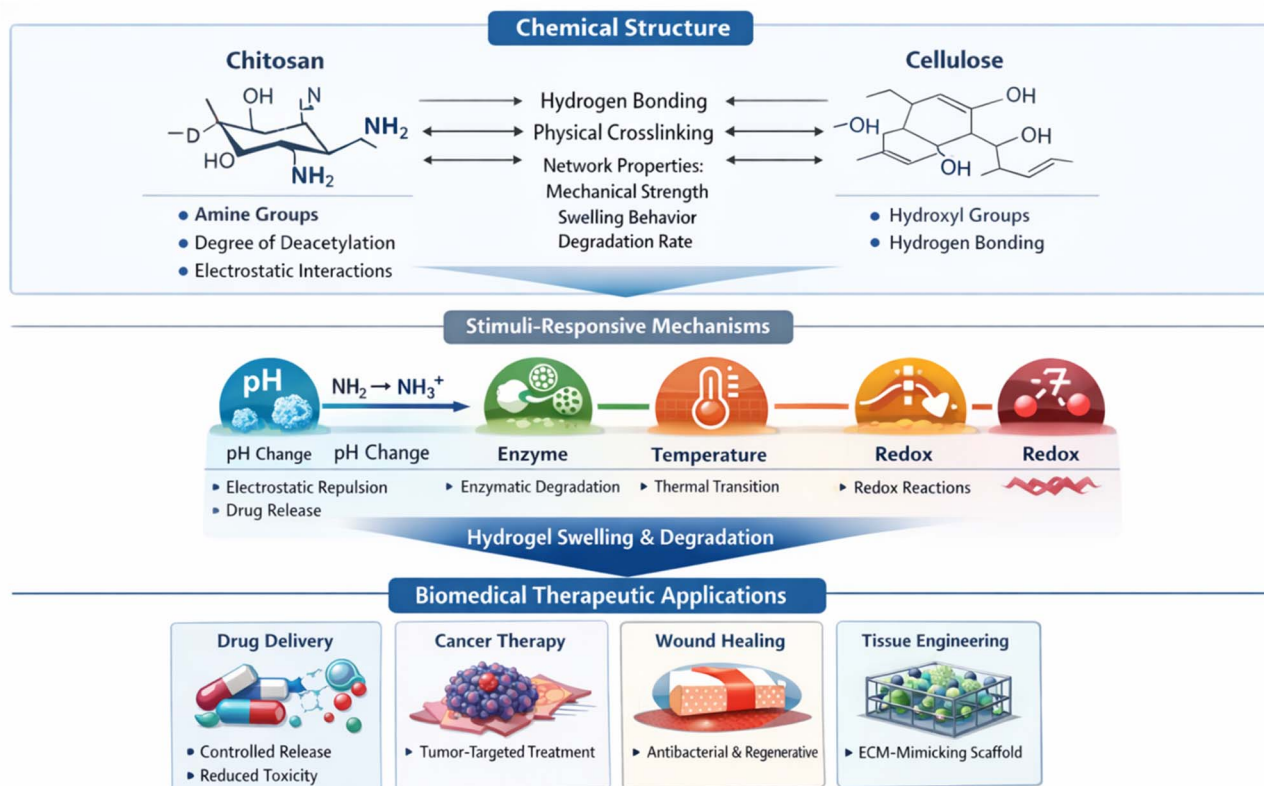 Chemical Structure
Chitosan
OH
N
NH₂
D
HO
NH₂
Hydrogen Bonding
Physical Crosslinking
Network Properties:
Mechanical Strength
Swelling Behavior
Degradation Rate
Cellulose
OH
OH
OH
OH
• Amine Groups
• Degree of Deacetylation
• Electrostatic Interactions
• Hydroxyl Groups
• Hydrogen Bonding
Stimuli-Responsive Mechanisms
pH
NH₂ → NH₃⁺
7
pH Change
pH Change
Enzyme
Temperature
Redox
Redox
Electrostatic Repulsion
Drug Release
Enzymatic Degradation
Thermal Transition
Redox Reactions
Hydrogel Swelling & Degradation
Biomedical Therapeutic Applications
Drug Delivery
• Controlled Release
• Reduced Toxicity
Cancer Therapy
Tumor-Targeted Treatment
Wound Healing
Antibacterial & Regenerative
Tissue Engineering
ECM-Mimicking Scaffold